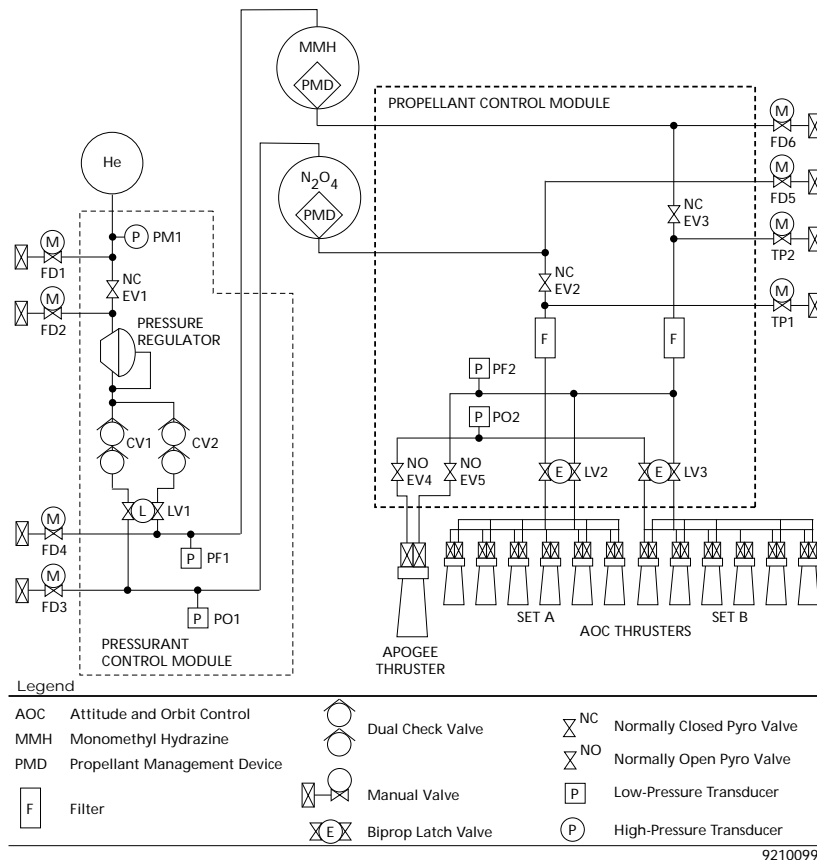 MMH
PMD
PROPELLANT CONTROL MODULE
M
FD6
He
N2O4
PMD
M
FD5
P PM1
NC
EV3
M
FD1
M
TP2
NC
EV1
NC
EV2
M
FD2
PRESSURE
REGULATOR
M
TP1
F
F
P PF2
P PO2
CV1
CV2
NO
EV4
NO
EV5
E LV2
E LV3
L LV1
M
FD4
P PF1
M
FD3
P PO1
SET A
SET B
AOC THRUSTERS
APOGEE
THRUSTER
PRESSURANT
CONTROL MODULE
Legend
AOC Attitude and Orbit Control
MMH Monomethyl Hydrazine
PMD Propellant Management Device
F Filter
Dual Check Valve
Manual Valve
E Biprop Latch Valve
NC Normally Closed Pyro Valve
NO Normally Open Pyro Valve
P Low-Pressure Transducer
P High-Pressure Transducer
9210099